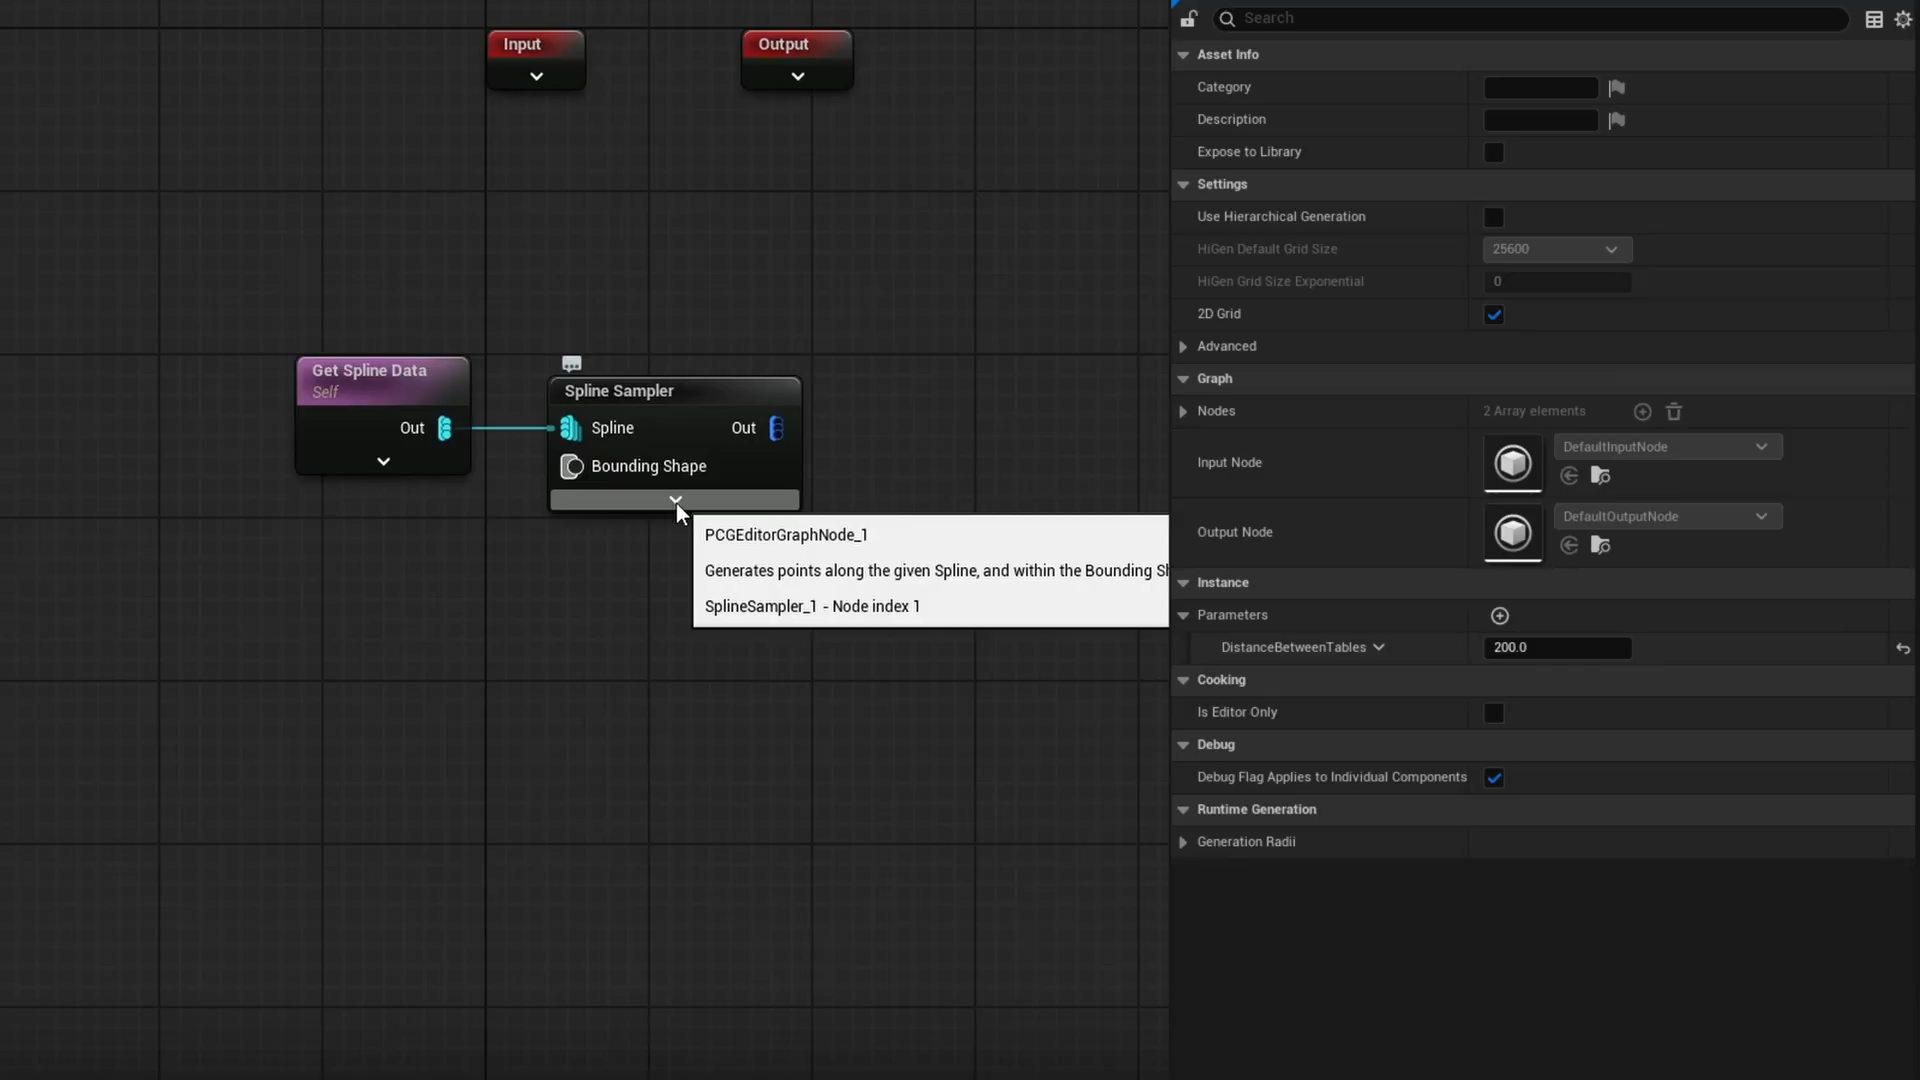 Input
Output
Get Spline Data
Self
Out
Spline Sampler
Spline
Out
Bounding Shape
PCGEditorGraphNode_1
Generates points along the given Spline, and within the Bounding
SplineSampler_1 - Node index 1
Search
Asset Info
Category
Description
Expose to Library
Settings
Use Hierarchical Generation
HiGen Default Grid Size
25600
HiGen Grid Size Exponential
0
2D Grid
Advanced
Graph
Nodes
2 Array elements
Input Node
DefaultInputNode
Output Node
DefaultOutputNode
Instance
Parameters
DistanceBetweenTables
200.0
Cooking
Is Editor Only
Debug
Debug Flag Applies to Individual Components
Runtime Generation
Generation Radii